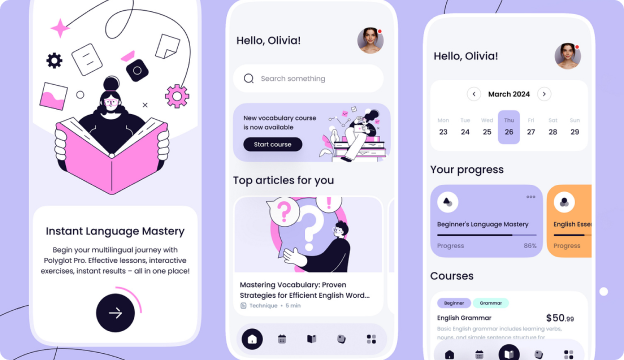 Instant Language Mastery
Begin your multilingual journey with
Polyglot Pro. Effective lessons, interactive
exercises, instant results – all in one place!
Hello, Olivia!
Search something
New vocabulary course
is now available
Start course
Top articles for you
Mastering Vocabulary: Proven
Strategies for Efficient English Word...
Technique • 6 min
Hello, Olivia!
March 2024
Mon Tue Wed Thu Fri Sat Sun
23 24 25 26 27 28 29
Your progress
Beginner's Language Mastery
Progress 86%
English Esse
Progress
Courses
Beginner Grammar
English Grammar $50.99
Basic English grammar includes learning verbs,
nouns, and simple sentence structure for